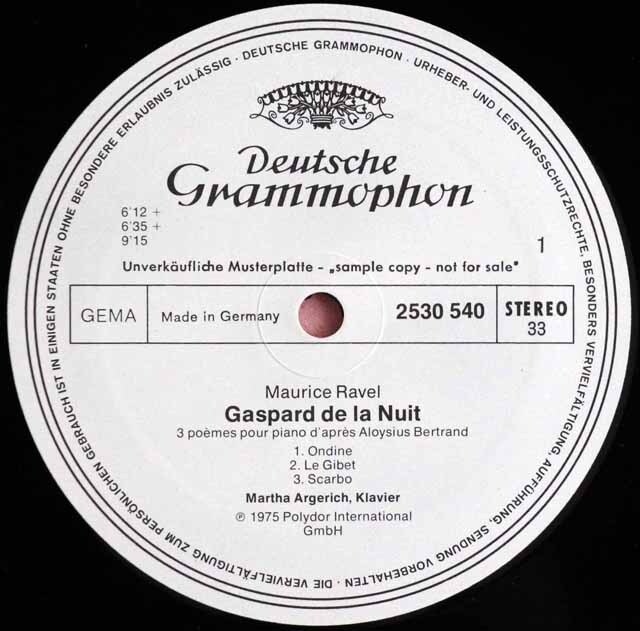 DEUTSCHE GRAMMOPHON · URHEBER- UND LEISTUNGSSCHUTZRECHTE, BESONDERS VERVIELFÄLTIGUNG, AUFFÜHRUNG, SENDUNG VORBEHALTEN · DIE VERVIELFÄLTIGUNG ZUM PERSÖNLICHEN GEBRAUCH IST IN EINIGEN STAATEN OHNE BESONDERE ERLAUBNIS ZULÄSSIG ·
Deutsche
Grammophon
6'12 +
6'35 +
9'15
1
Unverkäufliche Musterplatte - „sample copy - not for sale"
GEMA Made in Germany 2530 540 STEREO
33
Maurice Ravel
Gaspard de la Nuit
3 poèmes pour piano d'après Aloysius Bertrand
1. Ondine
2. Le Gibet
3. Scarbo
Martha Argerich, Klavier
℗ 1975 Polydor International
GmbH